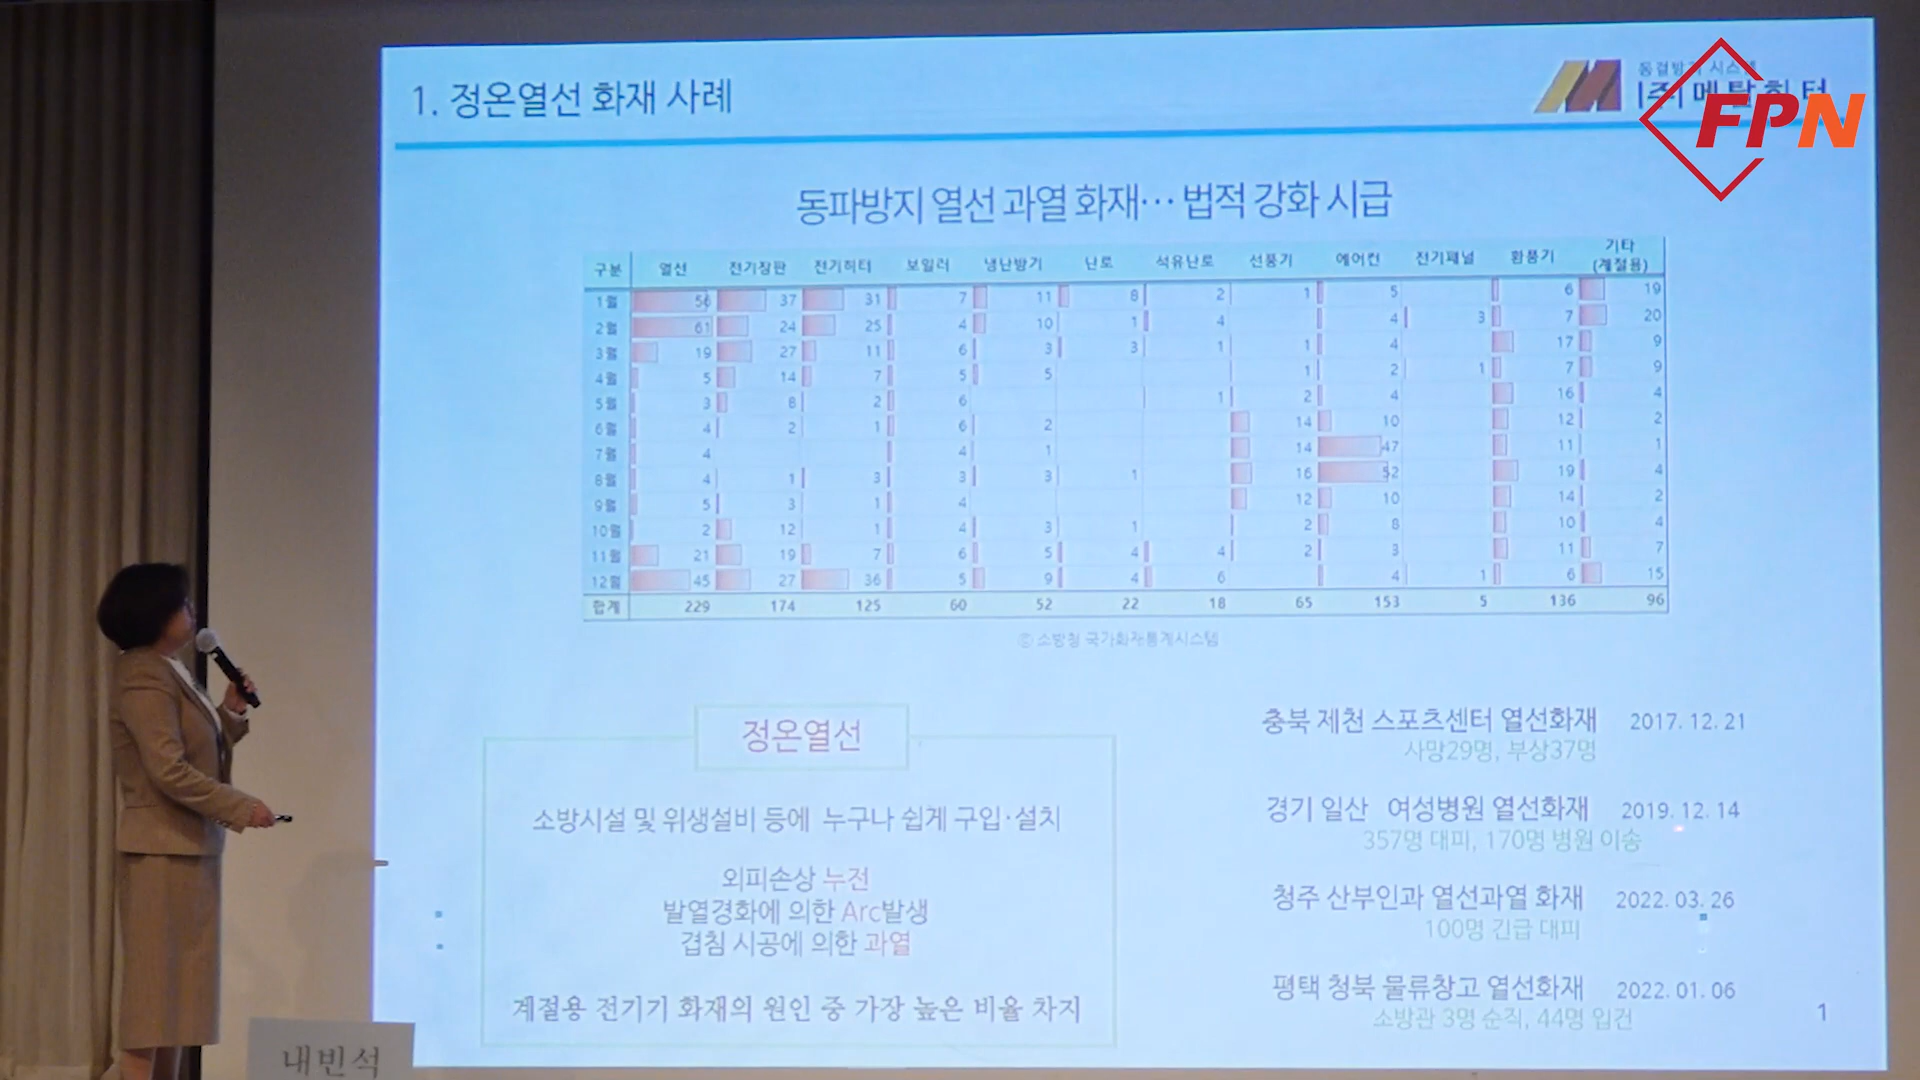 1. 정온열선 화재 사례
동결방지 시스템
(주) 메탈히터
FPN
동파방지 열선 과열 화재… 법적 강화 시급
구분 열선 전기장판 전기히터 보일러 냉난방기 난로 석유난로 선풍기 에어컨 전기패널 환풍기 기타 (계절용)
1월 56 37 31 7 11 8 2 1 5 6 19
2월 61 24 25 4 10 1 4 4 3 7 20
3월 19 27 11 6 3 3 1 1 4 17 9
4월 5 14 7 5 5 1 2 1 7 9
5월 3 8 2 6 1 2 4 16 4
6월 4 2 1 6 2 14 10 12 2
7월 4 4 1 14 47 11 1
8월 4 1 3 3 3 1 16 52 19 4
9월 5 3 1 4 12 10 14 2
10월 2 12 1 4 3 1 2 8 10 4
11월 21 19 7 6 5 4 4 2 3 11 7
12월 45 27 36 5 9 4 6 4 1 6 15
합계 229 174 125 60 52 22 18 65 153 5 136 96
ⓒ 소방청 국가화재통계시스템
정온열선
소방시설 및 위생설비 등에 누구나 쉽게 구입·설치
외피손상 누전
발열경화에 의한 Arc발생
겹침 시공에 의한 과열
계절용 전기기 화재의 원인 중 가장 높은 비율 차지
충북 제천 스포츠센터 열선화재 2017. 12. 21
사망29명, 부상37명
경기 일산 여성병원 열선화재 2019. 12. 14
357명 대피, 170명 병원 이송
청주 산부인과 열선과열 화재 2022. 03. 26
100명 긴급 대피
평택 청북 물류창고 열선화재 2022. 01. 06
소방관 3명 순직, 44명 입건
1
내빈석